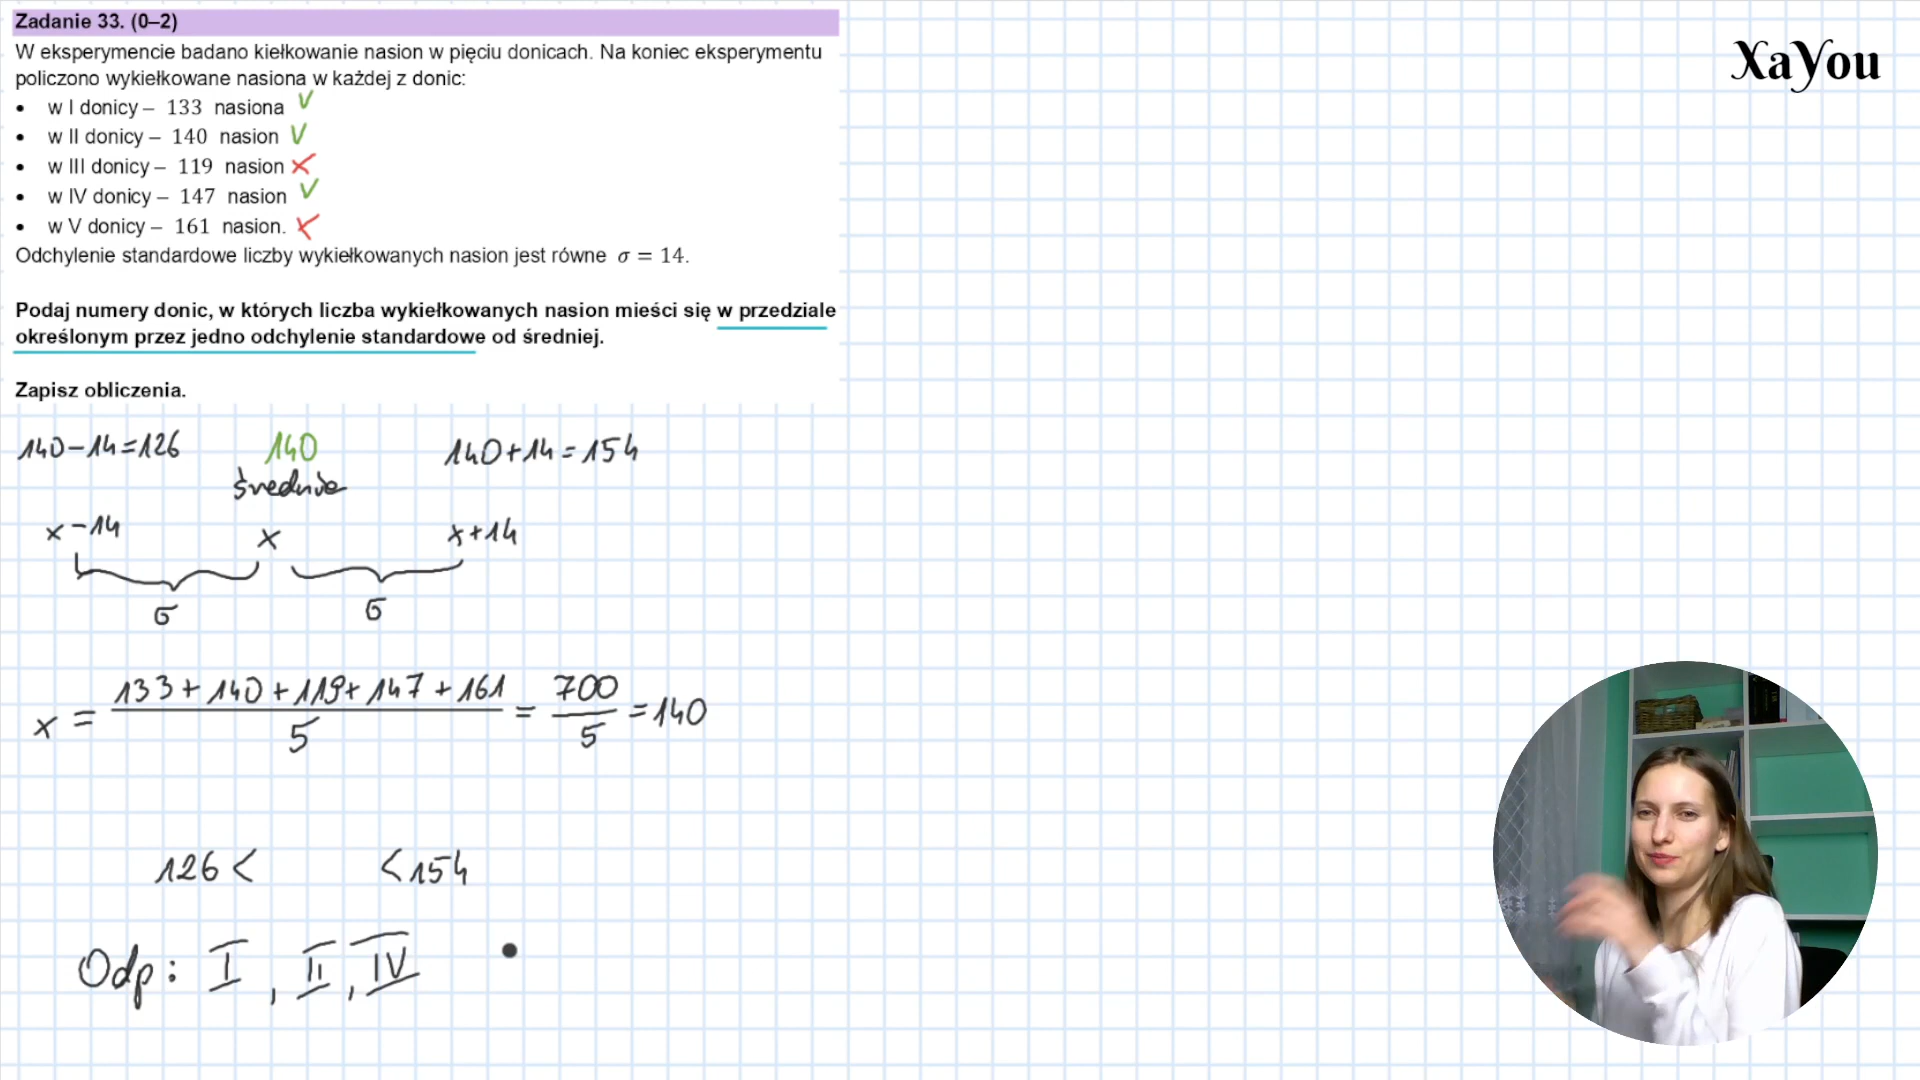 Zadanie 33. (0–2)
W eksperymencie badano kiełkowanie nasion w pięciu donicach. Na koniec eksperymentu
policzono wykiełkowane nasiona w każdej z donic:
• w I donicy – 133 nasiona
• w II donicy – 140 nasion
• w III donicy – 119 nasion
• w IV donicy – 147 nasion
• w V donicy – 161 nasion.
Odchylenie standardowe liczby wykiełkowanych nasion jest równe σ = 14.
Podaj numery donic, w których liczba wykiełkowanych nasion mieści się w przedziale
określonym przez jedno odchylenie standardowe od średniej.
Zapisz obliczenia.
XaYou
140-14=126 140 140+14=154
średnia
x-14 x x+14
σ σ
x = (133+140+119+147+161)/5 = 700/5 = 140
126 < < 154
Odp: I, II, IV